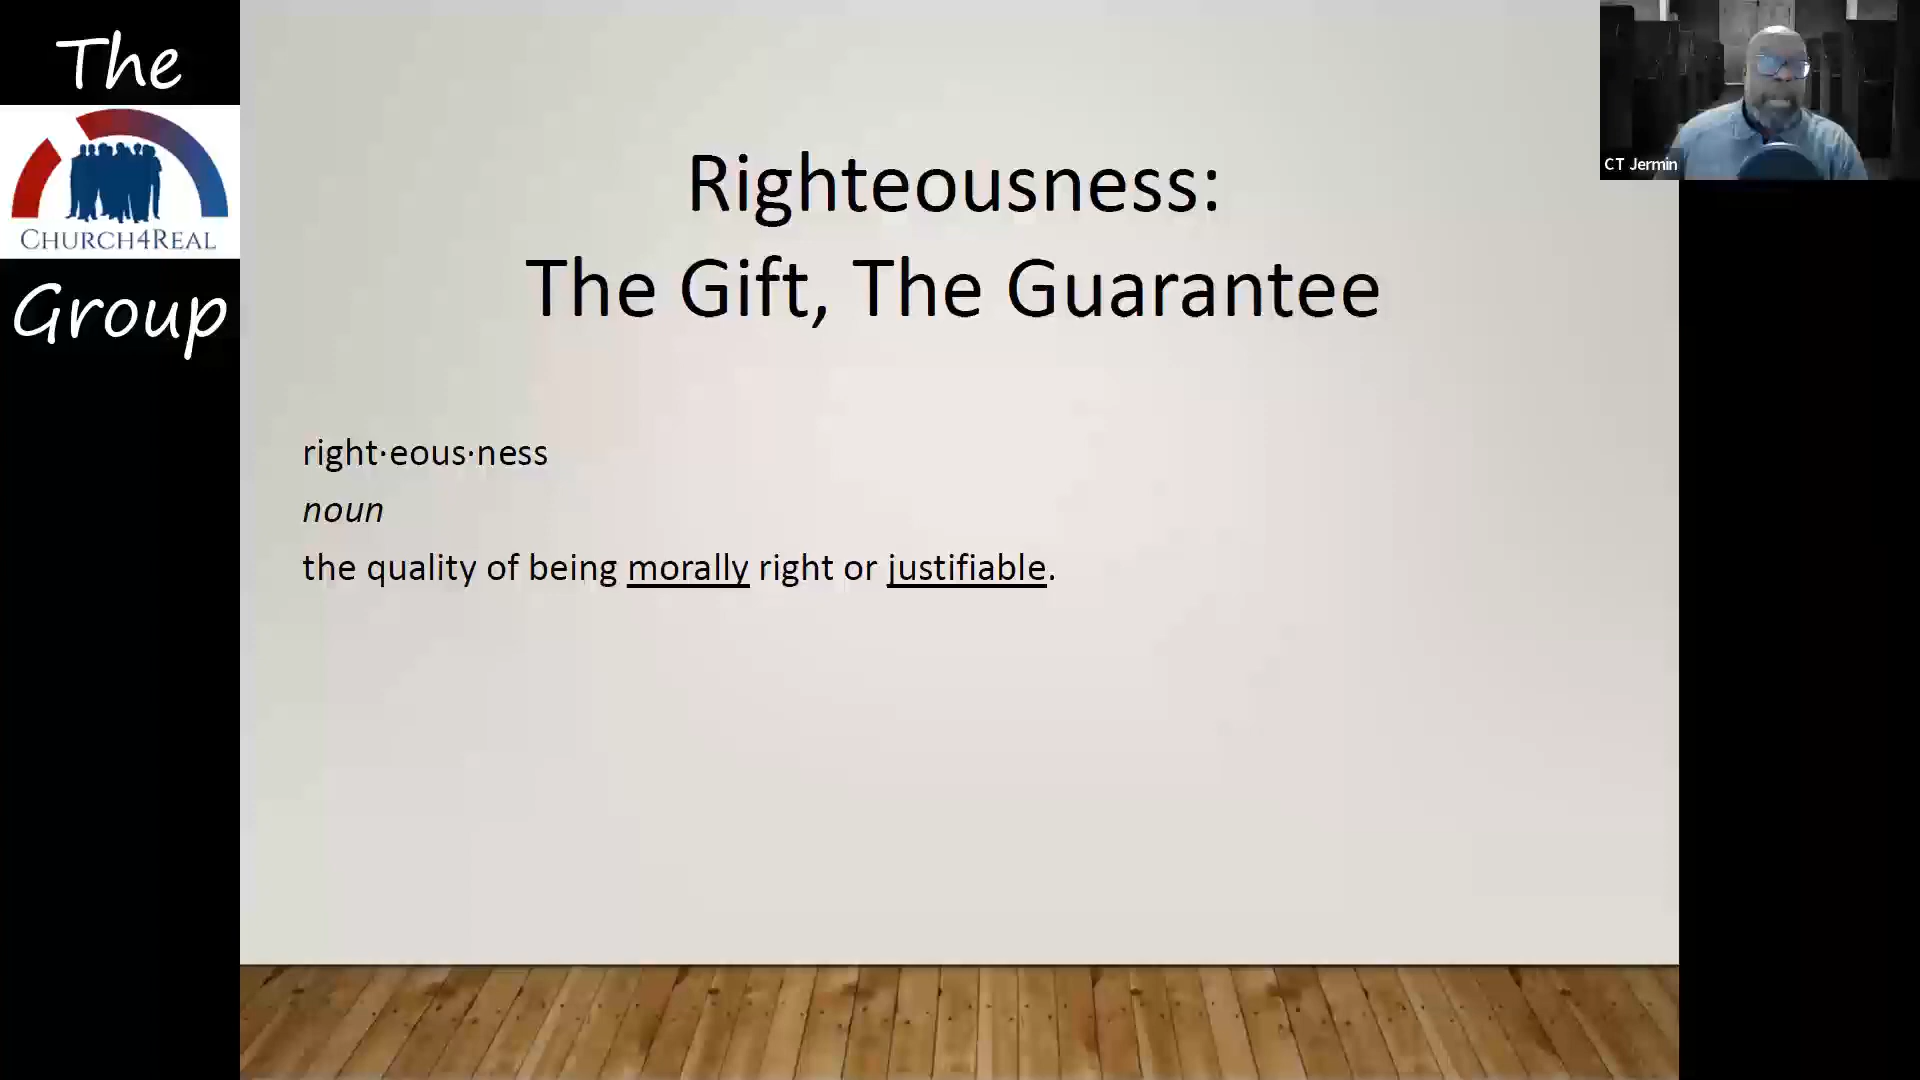 The
CHURCH4REAL
Group
Righteousness:
The Gift, The Guarantee
right·eous·ness
noun
the quality of being morally right or justifiable.
CT Jermin